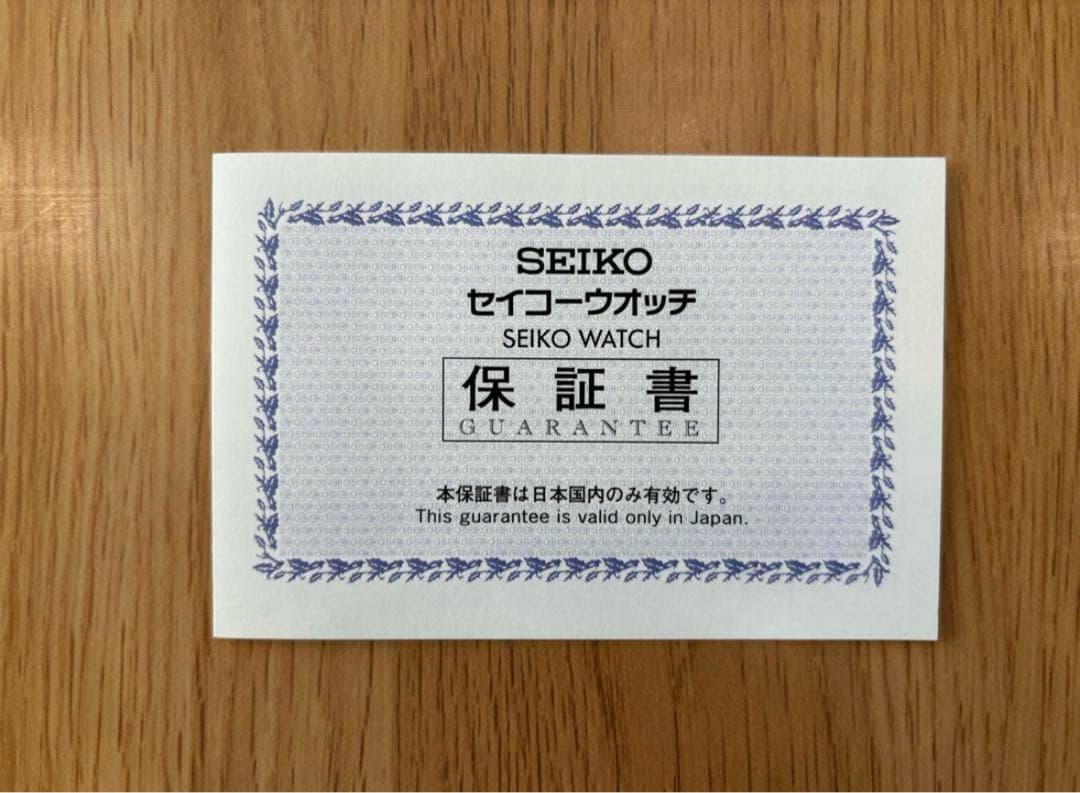 SEIKO
セイコーウオッチ
SEIKO WATCH
保証書
GUARANTEE
本保証書は日本国内のみ有効です。
This guarantee is valid only in Japan.